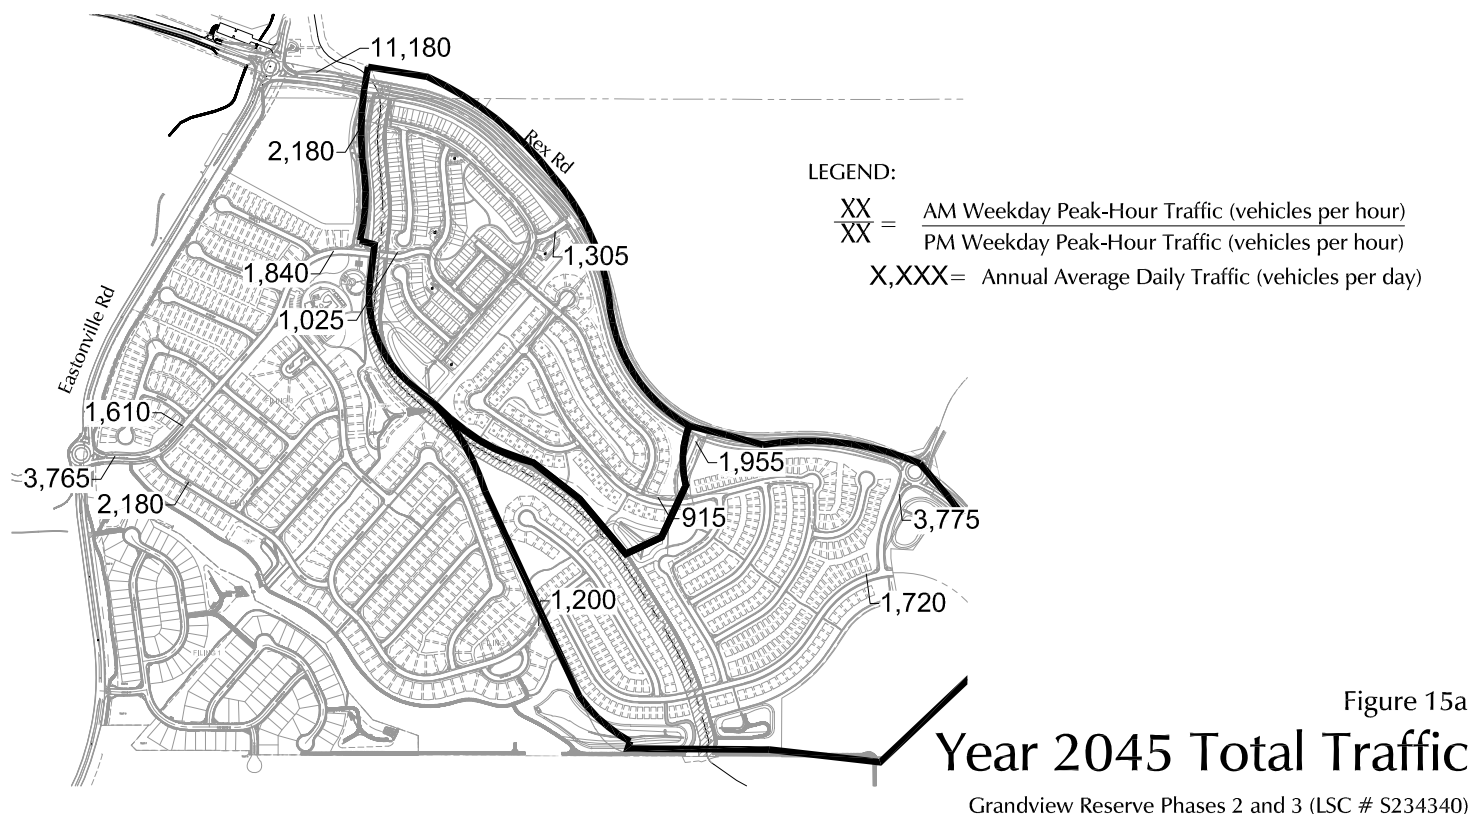 11,180
2,180
Rex Rd
LEGEND:
XX
XX
=
AM Weekday Peak-Hour Traffic (vehicles per hour)
PM Weekday Peak-Hour Traffic (vehicles per hour)
X,XXX= Annual Average Daily Traffic (vehicles per day)
1,305
1,840
1,025
Eastonville Rd
1,610
3,765
2,180
1,955
915
3,775
1,200
1,720
FILING 1
Figure 15a
Year 2045 Total Traffic
Grandview Reserve Phases 2 and 3 (LSC # S234340)